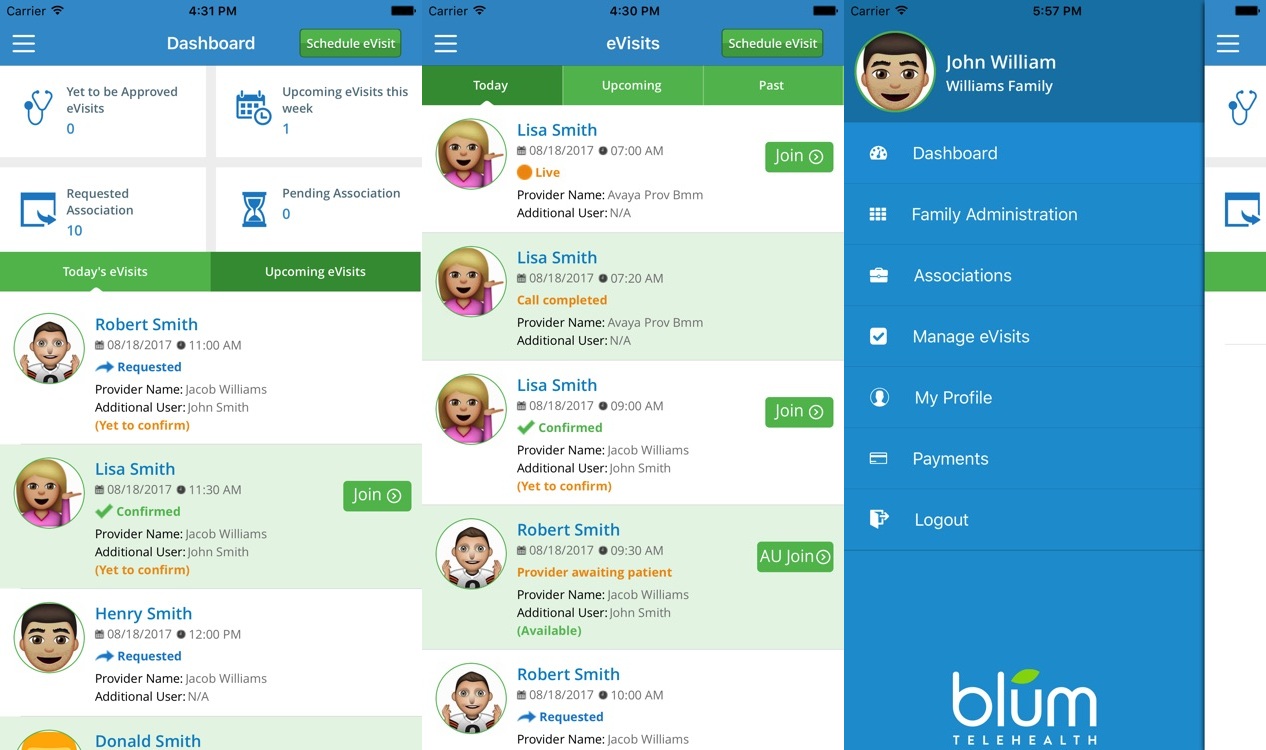 Carrier 4:31 PM
Dashboard
Schedule eVisit
Yet to be Approved
eVisits
0
Upcoming eVisits this
week
1
Requested
Association
10
Pending Association
0
Today's eVisits
Upcoming eVisits
Robert Smith
08/18/2017 11:00 AM
Requested
Provider Name: Jacob Williams
Additional User: John Smith
(Yet to confirm)
Lisa Smith
08/18/2017 11:30 AM
Confirmed
Provider Name: Jacob Williams
Additional User: John Smith
(Yet to confirm)
Join
Henry Smith
08/18/2017 12:00 PM
Requested
Provider Name: Jacob Williams
Additional User: N/A
Donald Smith
Carrier 4:30 PM
eVisits
Schedule eVisit
Today
Upcoming
Past
Lisa Smith
08/18/2017 07:00 AM
Live
Provider Name: Avaya Prov Bmm
Additional User: N/A
Join
Lisa Smith
08/18/2017 07:20 AM
Call completed
Provider Name: Avaya Prov Bmm
Additional User: N/A
Lisa Smith
08/18/2017 09:00 AM
Confirmed
Provider Name: Jacob Williams
Additional User: John Smith
(Yet to confirm)
Join
Robert Smith
08/18/2017 09:30 AM
Provider awaiting patient
Provider Name: Jacob Williams
Additional User: John Smith
(Available)
AU Join
Robert Smith
08/18/2017 10:00 AM
Requested
Provider Name: Jacob Williams
Carrier 5:57 PM
John William
Williams Family
Dashboard
Family Administration
Associations
Manage eVisits
My Profile
Payments
Logout
blum
TELEHEALTH